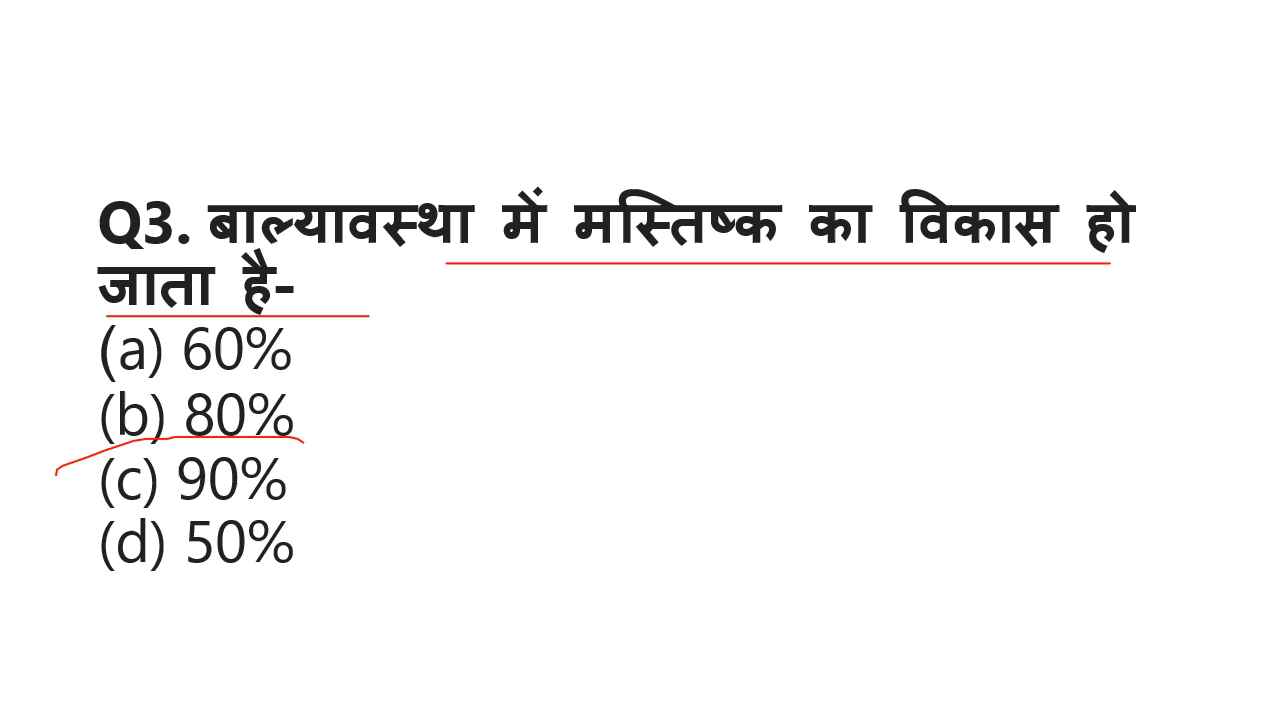 Q3. बाल्यावस्था में मस्तिष्क का विकास हो
जाता है-
(a) 60%
(b) 80%
(c) 90%
(d) 50%